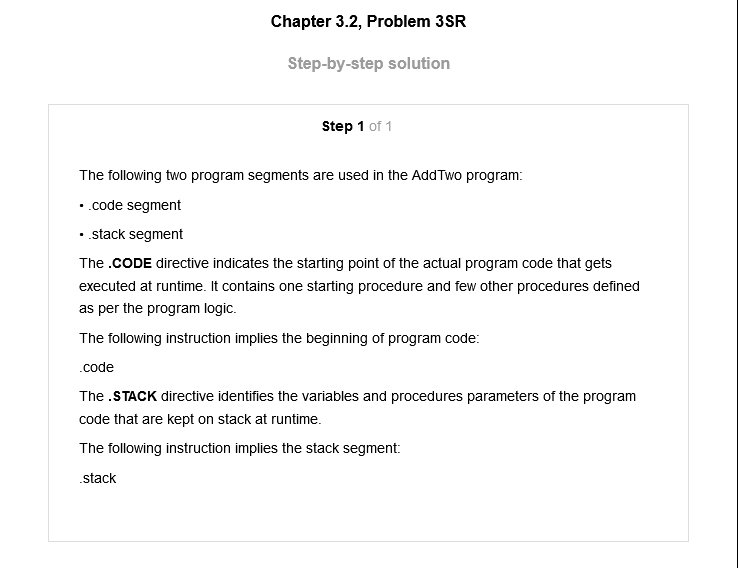 Chapter 3.2, Problem 3SR
Step-by-step solution
Step 1 of 1
The following two program segments are used in the AddTwo program:
• .code segment
• .stack segment
The .CODE directive indicates the starting point of the actual program code that gets
executed at runtime. It contains one starting procedure and few other procedures defined
as per the program logic.
The following instruction implies the beginning of program code:
.code
The .STACK directive identifies the variables and procedures parameters of the program
code that are kept on stack at runtime.
The following instruction implies the stack segment:
.stack